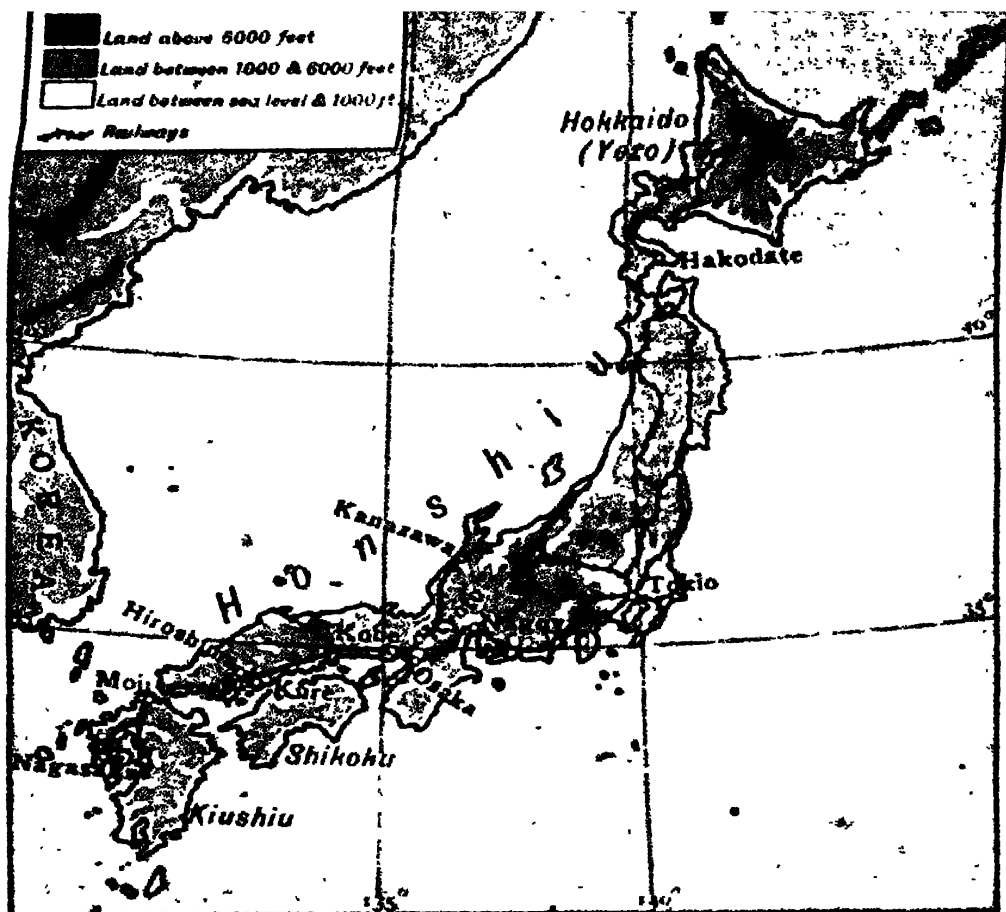 Land above 6000 feet
Land between 1000 & 6000 feet
Land between sea level & 1000 ft
Railways
Hokkaido
(Yezo)
Hakodate
40°
KOREA
Honshiu
Kanazawa
Tokio
35°
Kobe
Osaka
Kure
Moji
Shikoku
Nagasaki
Kiushiu
135°
140°